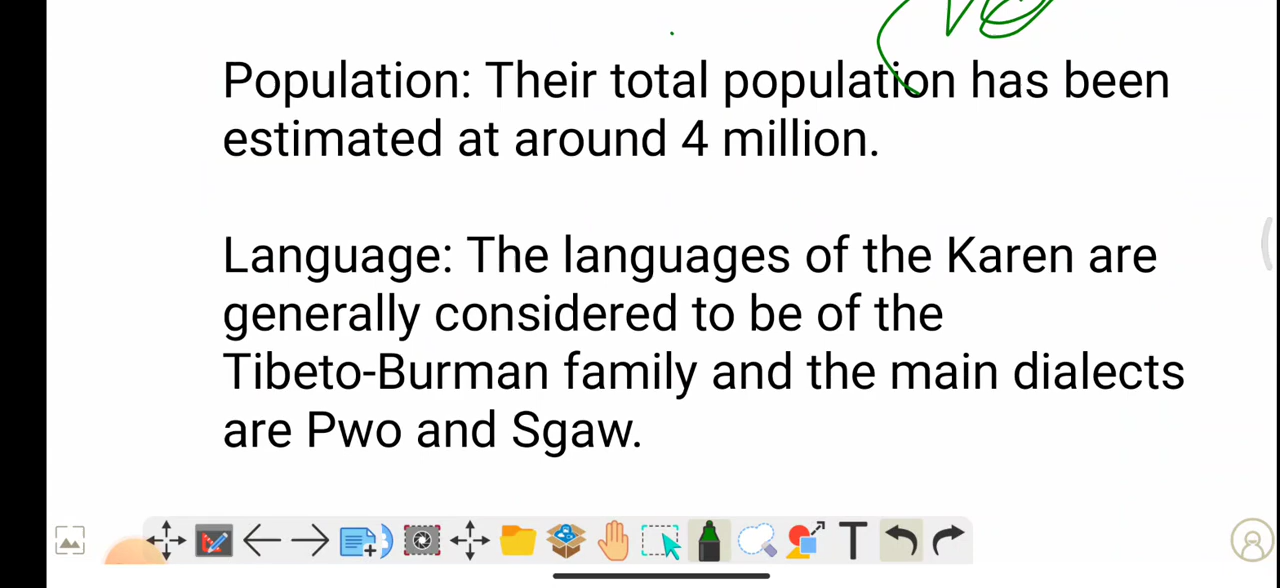 Population: Their total population has been
estimated at around 4 million.
Language: The languages of the Karen are
generally considered to be of the
Tibeto-Burman family and the main dialects
are Pwo and Sgaw.